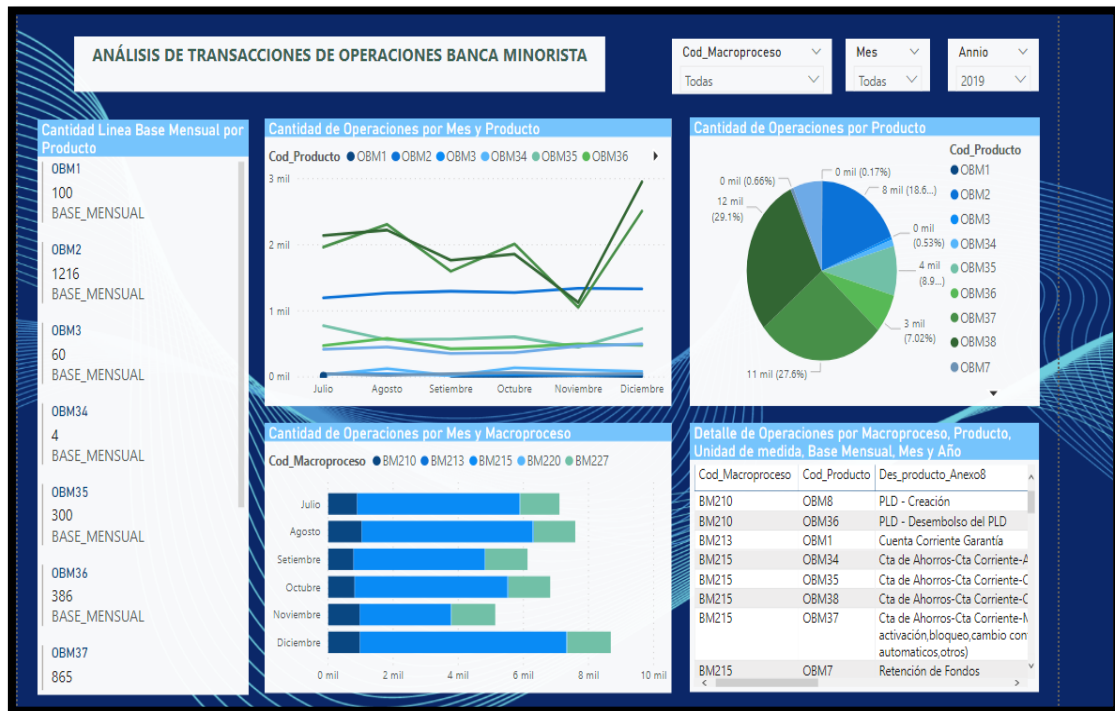 ANÁLISIS DE TRANSACCIONES DE OPERACIONES BANCA MINORISTA
Cod_Macroproceso
Todas
Mes
Todas
Annio
2019
Cantidad Linea Base Mensual por
Producto
OBM1
100
BASE_MENSUAL
OBM2
1216
BASE_MENSUAL
OBM3
60
BASE_MENSUAL
OBM34
4
BASE_MENSUAL
OBM35
300
BASE_MENSUAL
OBM36
386
BASE_MENSUAL
OBM37
865
Cantidad de Operaciones por Mes y Producto
Cod_Producto OBM1 OBM2 OBM3 OBM34 OBM35 OBM36
3 mil
2 mil
1 mil
0 mil
Julio Agosto Setiembre Octubre Noviembre Diciembre
Cantidad de Operaciones por Producto
0 mil (0.17%)
0 mil (0.66%)
8 mil (18.6...)
12 mil
(29.1%)
0 mil
(0.53%)
4 mil
(8.9...)
3 mil
(7.02%)
11 mil (27.6%)
Cod_Producto
OBM1
OBM2
OBM3
OBM34
OBM35
OBM36
OBM37
OBM38
OBM7
Cantidad de Operaciones por Mes y Macroproceso
Cod_Macroproceso BM210 BM213 BM215 BM220 BM227
Julio
Agosto
Setiembre
Octubre
Noviembre
Diciembre
0 mil 2 mil 4 mil 6 mil 8 mil 10 mil
Detalle de Operaciones por Macroproceso, Producto,
Unidad de medida, Base Mensual, Mes y Año
Cod_Macroproceso Cod_Producto Des_producto_Anexo8
BM210 OBM8 PLD - Creación
BM210 OBM36 PLD - Desembolso del PLD
BM213 OBM1 Cuenta Corriente Garantía
BM215 OBM34 Cta de Ahorros-Cta Corriente-A
BM215 OBM35 Cta de Ahorros-Cta Corriente-C
BM215 OBM38 Cta de Ahorros-Cta Corriente-C
BM215 OBM37 Cta de Ahorros-Cta Corriente-M
activación,bloqueo,cambio con
automaticos,otros)
BM215 OBM7 Retención de Fondos